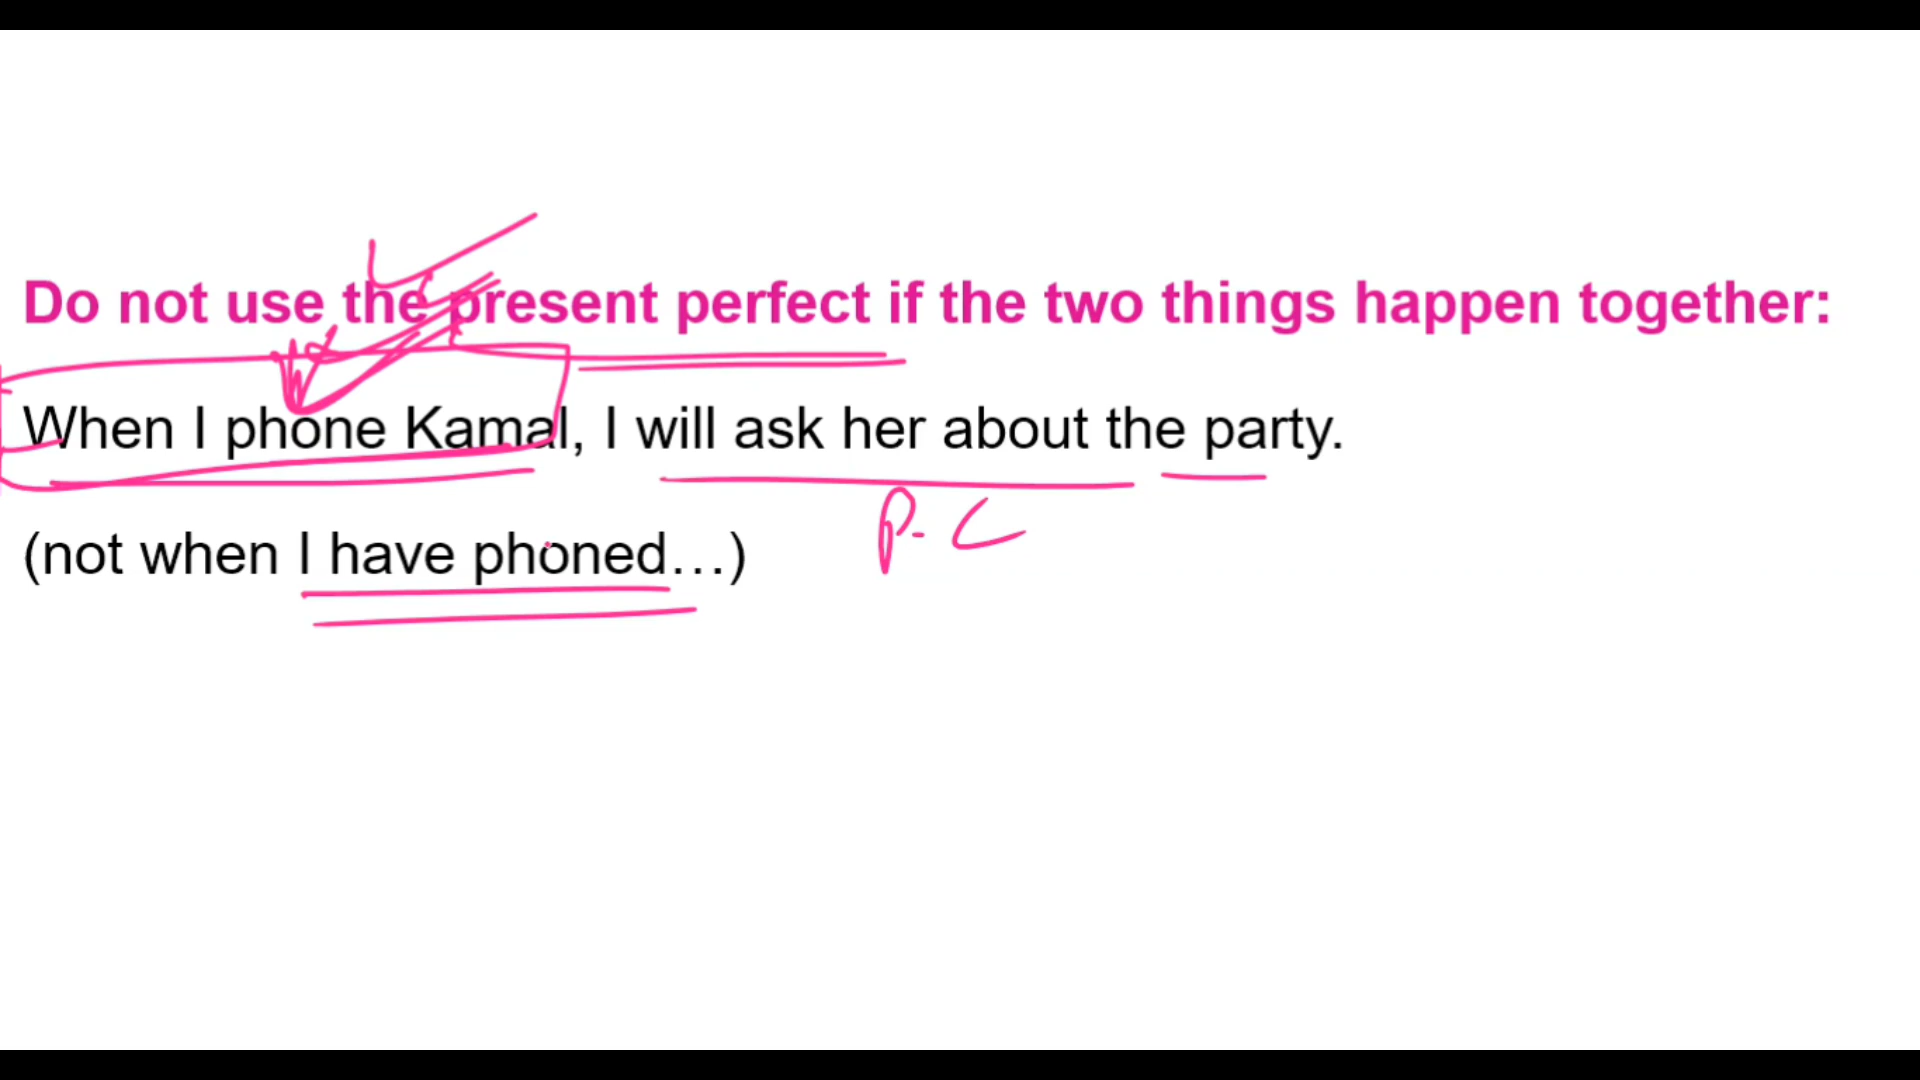 Do not use the present perfect if the two things happen together:
When I phone Kamal, I will ask her about the party.
P. C
(not when I have phoned…)